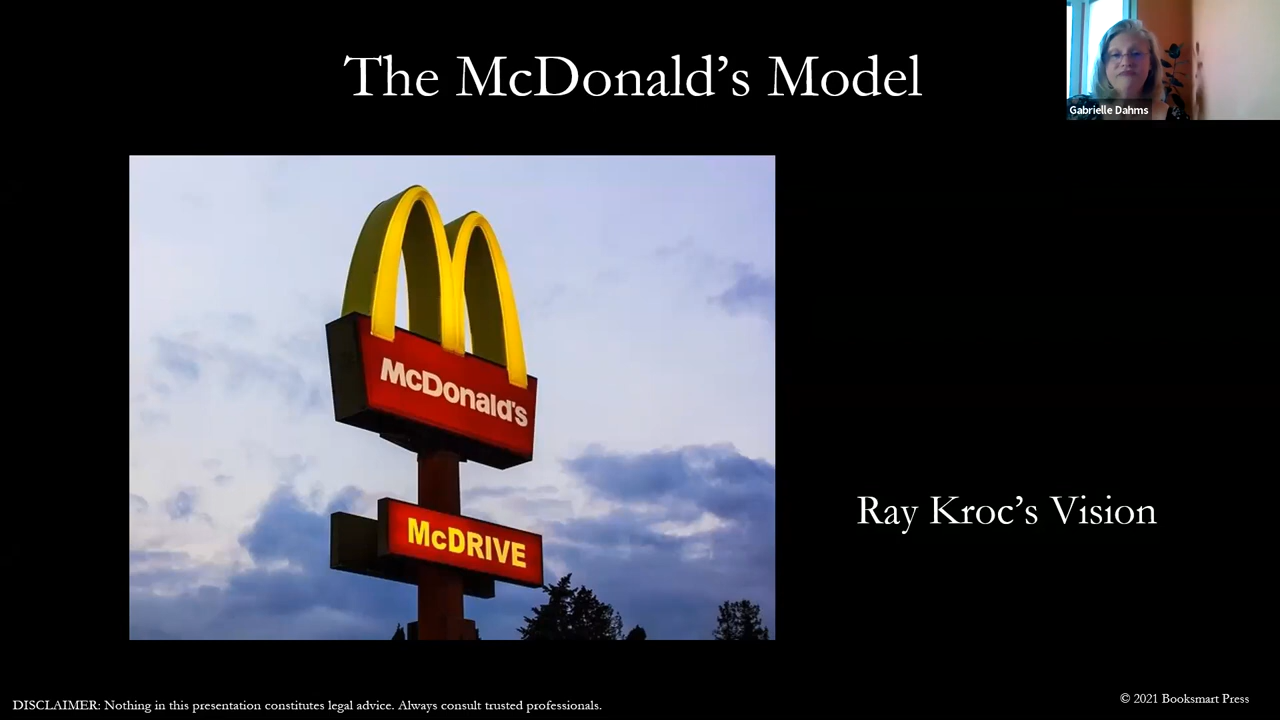 The McDonald's Model
Gabrielle Dahms
McDonald's
McDRIVE
Ray Kroc's Vision
DISCLAIMER: Nothing in this presentation constitutes legal advice. Always consult trusted professionals.
© 2021 Booksmart Press